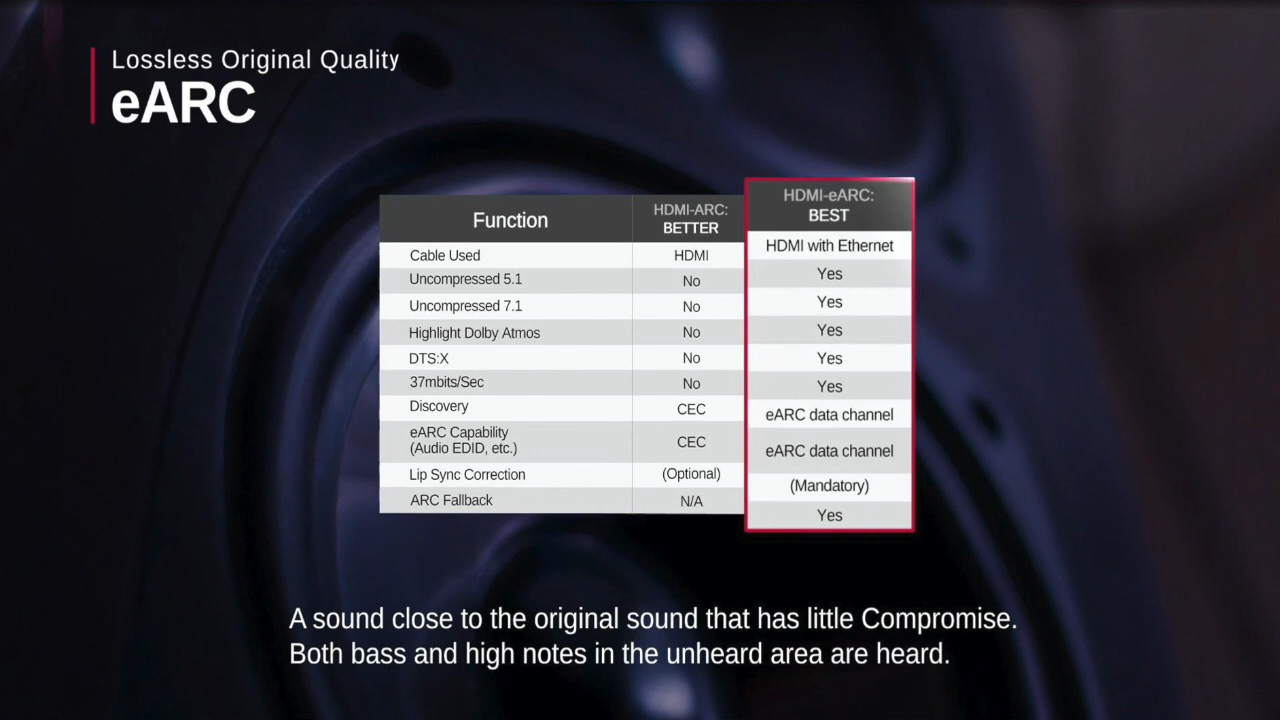 Lossless Original Quality
eARC
Function
HDMI-ARC:
BETTER
HDMI-eARC:
BEST
Cable Used
HDMI
HDMI with Ethernet
Uncompressed 5.1
No
Yes
Uncompressed 7.1
No
Yes
Highlight Dolby Atmos
No
Yes
DTS:X
No
Yes
37mbits/Sec
No
Yes
Discovery
CEC
eARC data channel
eARC Capability
(Audio EDID, etc.)
CEC
eARC data channel
Lip Sync Correction
(Optional)
(Mandatory)
ARC Fallback
N/A
Yes
A sound close to the original sound that has little Compromise.
Both bass and high notes in the unheard area are heard.